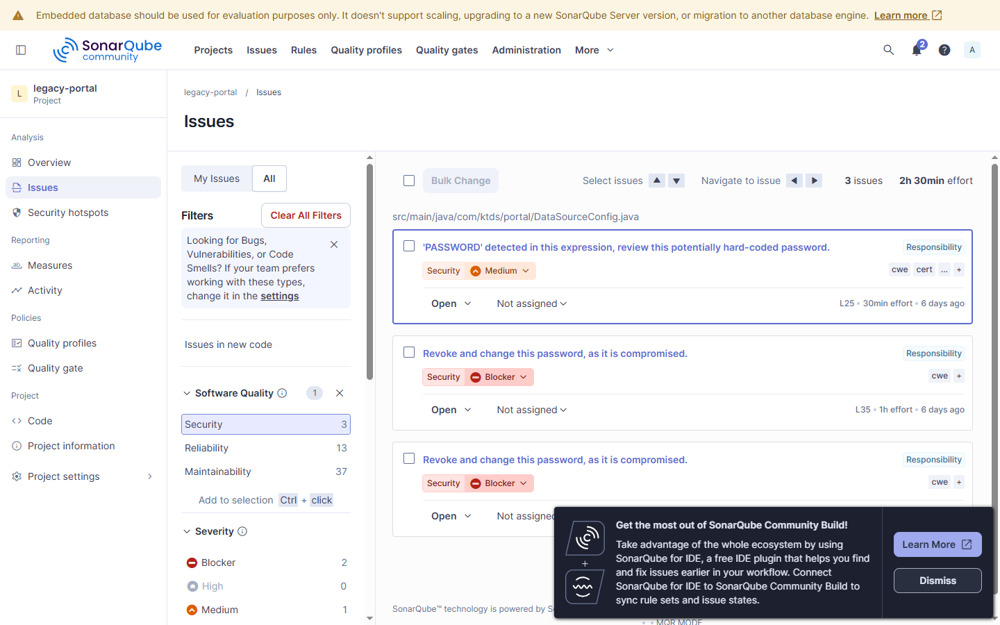 Embedded database should be used for evaluation purposes only. It doesn't support scaling, upgrading to a new SonarQube Server version, or migration to another database engine. Learn more
SonarQube community
Projects Issues Rules Quality profiles Quality gates Administration More
2
?
A
L
legacy-portal
Project
Analysis
Overview
Issues
Security hotspots
Reporting
Measures
Activity
Policies
Quality profiles
Quality gate
Project
Code
Project information
Project settings
legacy-portal / Issues
Issues
My Issues All
Filters Clear All Filters
Looking for Bugs,
Vulnerabilities, or Code
Smells? If your team prefers
working with these types,
change it in the settings
Issues in new code
Software Quality 1
Security 3
Reliability 13
Maintainability 37
Add to selection Ctrl + click
Severity
Blocker 2
High 0
Medium 1
Bulk Change Select issues Navigate to issue 3 issues 2h 30min effort
src/main/java/com/ktds/portal/DataSourceConfig.java
'PASSWORD' detected in this expression, review this potentially hard-coded password. Responsibility
Security Medium cwe cert ... +
Open Not assigned L25 30min effort 6 days ago
Revoke and change this password, as it is compromised. Responsibility
Security Blocker cwe +
Open Not assigned L35 1h effort 6 days ago
Revoke and change this password, as it is compromised. Responsibility
Security Blocker cwe +
Open Not assigned
Get the most out of SonarQube Community Build!
Take advantage of the whole ecosystem by using
SonarQube for IDE, a free IDE plugin that helps you find
and fix issues earlier in your workflow. Connect
SonarQube for IDE to SonarQube Community Build to
sync rule sets and issue states.
+
Learn More
Dismiss
SonarQube™ technology is powered by
MQR MODE